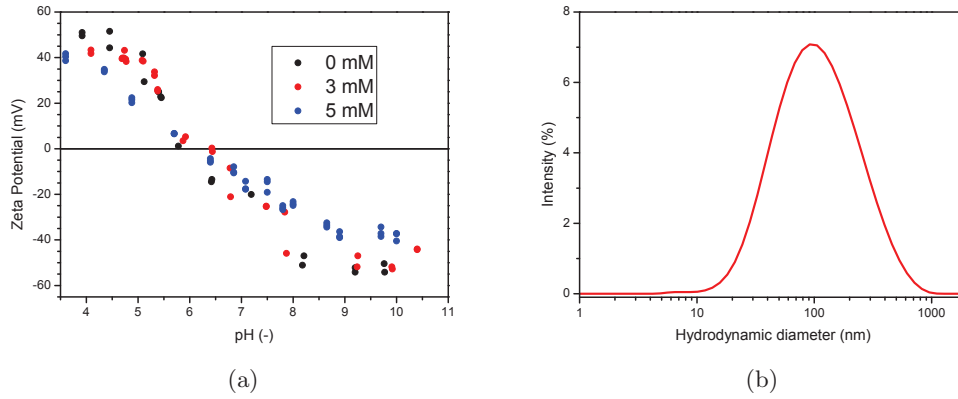 60
40
20
0
-20
-40
-60
Zeta Potential (mV)
4 5 6 7 8 9 10 11
pH (-)
0 mM
3 mM
5 mM
(a)
8
6
4
2
0
Intensity (%)
1 10 100 1000
Hydrodynamic diameter (nm)
(b)